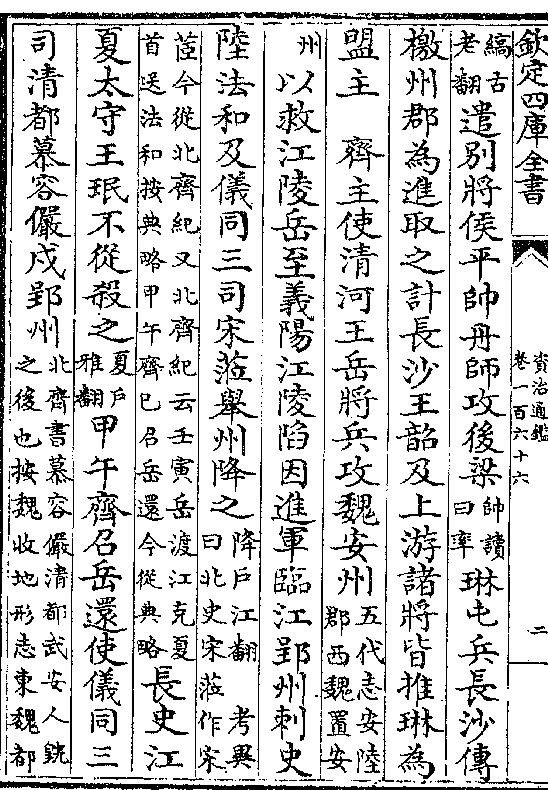 欽定四庫全書
資治通鑑
卷一百六十六
二
縞古老翻遣別將侯平帥舟師攻後梁帥讀曰率琳屯兵長沙傳
檄州郡為進取之計長沙王韶及上游諸將皆推琳為
盟主　齊主使清河王岳將兵攻魏安州五代志安陸郡西魏置安
州以救江陵岳至義陽江陵陷因進軍臨江郢州刺史
陸法和及儀同三司宋蒞舉州降之降戶江翻　考異曰北史宋蒞作宋
茝今從北齊紀又北齊紀云壬寅岳渡江克夏首送法和按典略甲午齊已召岳還今從典略長史江
夏太守王珉不從殺之夏戶雅翻甲午齊召岳還使儀同三
司清都慕容儼戍郢州北齊書慕容儼清都武安人銑之後也按魏收地形志東魏都